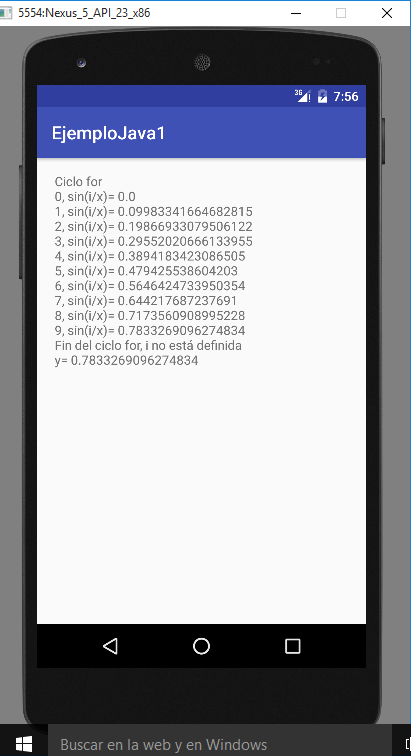 5554:Nexus_5_API_23_x86
3G 7:56
EjemploJava1
Ciclo for
0, sin(i/x)= 0.0
1, sin(i/x)= 0.09983341664682815
2, sin(i/x)= 0.19866933079506122
3, sin(i/x)= 0.29552020666133955
4, sin(i/x)= 0.3894183423086505
5, sin(i/x)= 0.479425538604203
6, sin(i/x)= 0.5646424733950354
7, sin(i/x)= 0.644217687237691
8, sin(i/x)= 0.7173560908995228
9, sin(i/x)= 0.7833269096274834
Fin del ciclo for, i no está definida
y= 0.7833269096274834
Buscar en la web y en Windows